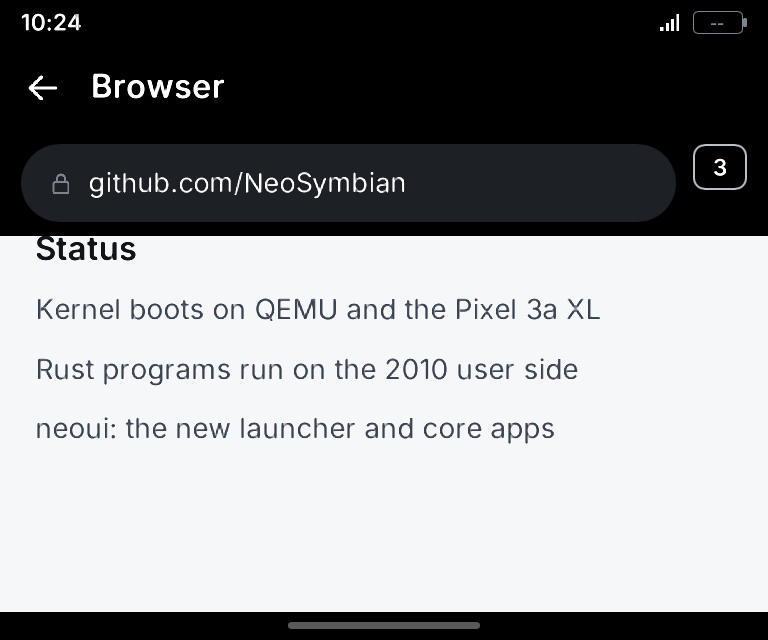 10:24
--
Browser
github.com/NeoSymbian
3
Status
Kernel boots on QEMU and the Pixel 3a XL
Rust programs run on the 2010 user side
neoui: the new launcher and core apps